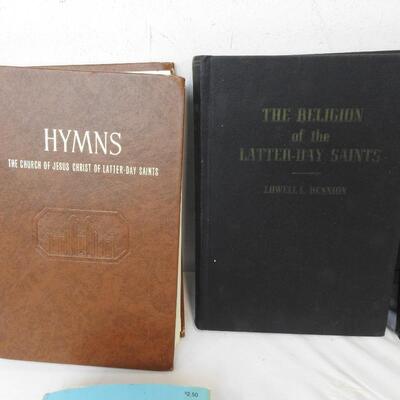 HYMNS
THE CHURCH OF JESUS CHRIST OF LATTER-DAY SAINTS
THE RELIGION
of the
LATTER-DAY SAINTS
LOWELL L. BENNION
$2.50